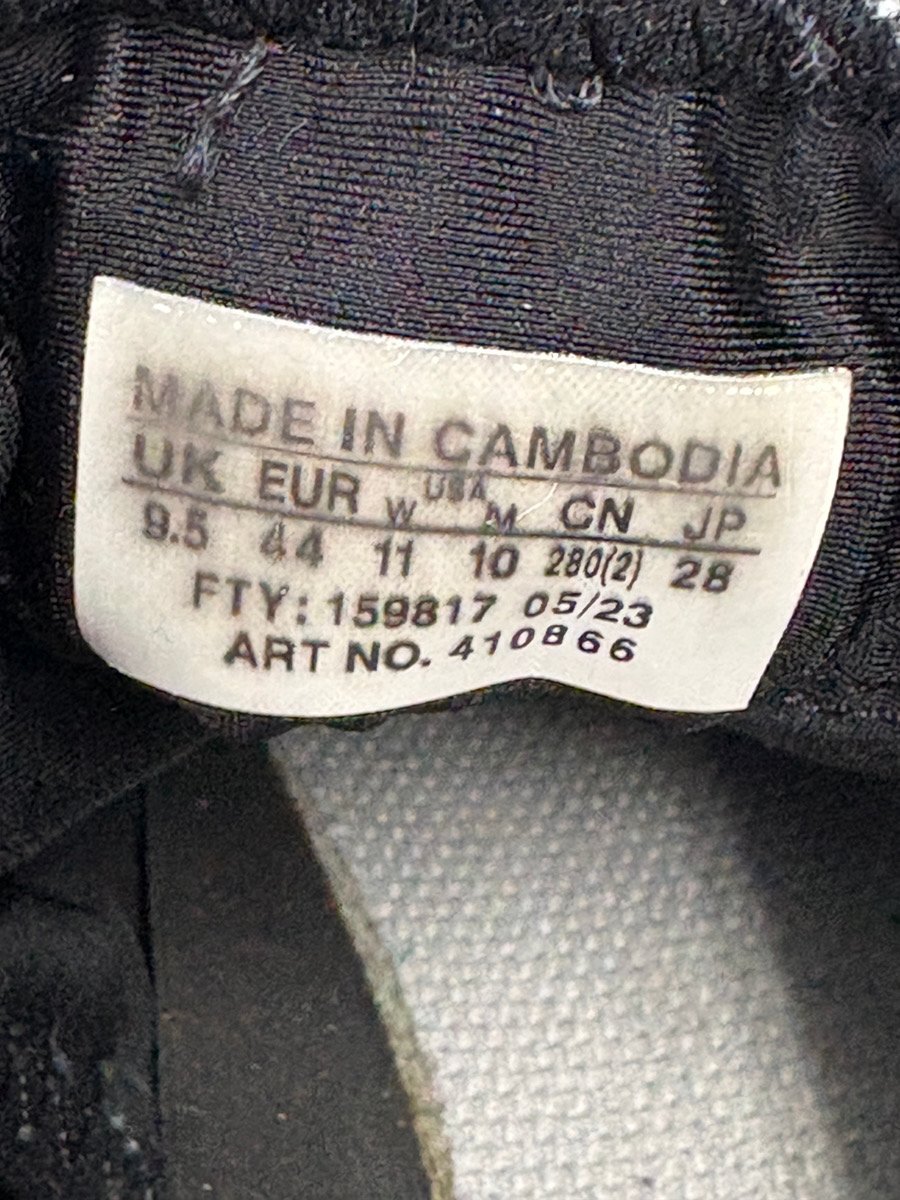 MADE IN CAMBODIA
UK EUR W USA M CN JP
9.5 44 11 10 280(2) 28
FTY: 159817 05/23
ART NO. 410866